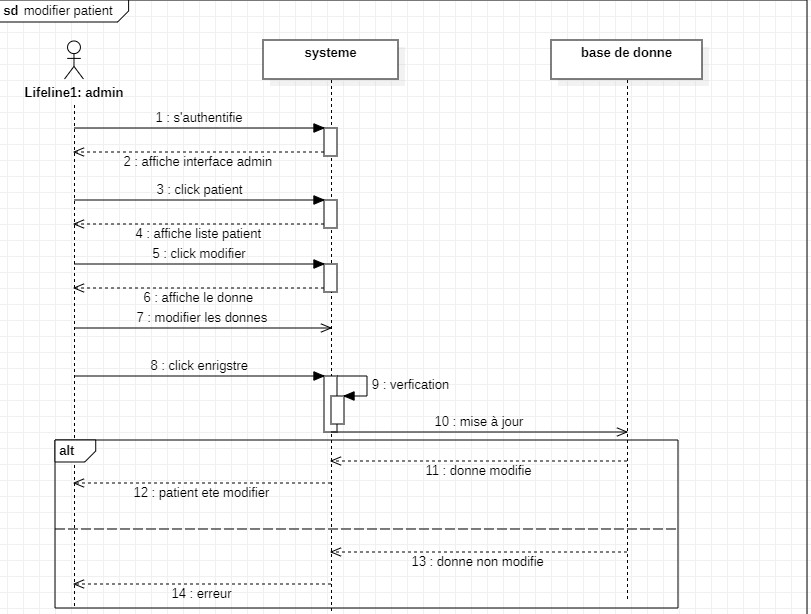 sd modifier patient
systeme
base de donne
Lifeline1: admin
1 : s'authentifie
2 : affiche interface admin
3 : click patient
4 : affiche liste patient
5 : click modifier
6 : affiche le donne
7 : modifier les donnes
8 : click enrigstre
9 : verfication
10 : mise à jour
alt
11 : donne modifie
12 : patient ete modifier
13 : donne non modifie
14 : erreur